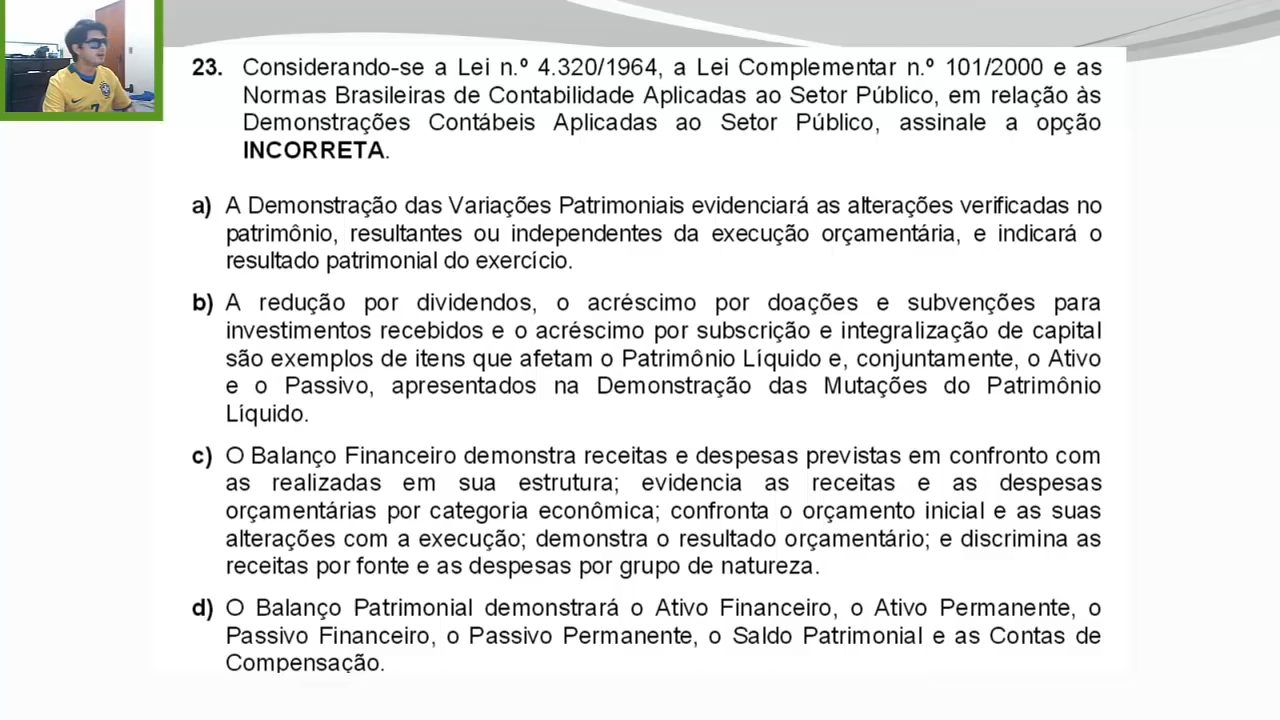 23. Considerando-se a Lei n.º 4.320/1964, a Lei Complementar n.º 101/2000 e as
Normas Brasileiras de Contabilidade Aplicadas ao Setor Público, em relação às
Demonstrações Contábeis Aplicadas ao Setor Público, assinale a opção
INCORRETA.
a) A Demonstração das Variações Patrimoniais evidenciará as alterações verificadas no
patrimônio, resultantes ou independentes da execução orçamentária, e indicará o
resultado patrimonial do exercício.
b) A redução por dividendos, o acréscimo por doações e subvenções para
investimentos recebidos e o acréscimo por subscrição e integralização de capital
são exemplos de itens que afetam o Patrimônio Líquido e, conjuntamente, o Ativo
e o Passivo, apresentados na Demonstração das Mutações do Patrimônio
Líquido.
c) O Balanço Financeiro demonstra receitas e despesas previstas em confronto com
as realizadas em sua estrutura; evidencia as receitas e as despesas
orçamentárias por categoria econômica; confronta o orçamento inicial e as suas
alterações com a execução; demonstra o resultado orçamentário; e discrimina as
receitas por fonte e as despesas por grupo de natureza.
d) O Balanço Patrimonial demonstrará o Ativo Financeiro, o Ativo Permanente, o
Passivo Financeiro, o Passivo Permanente, o Saldo Patrimonial e as Contas de
Compensação.